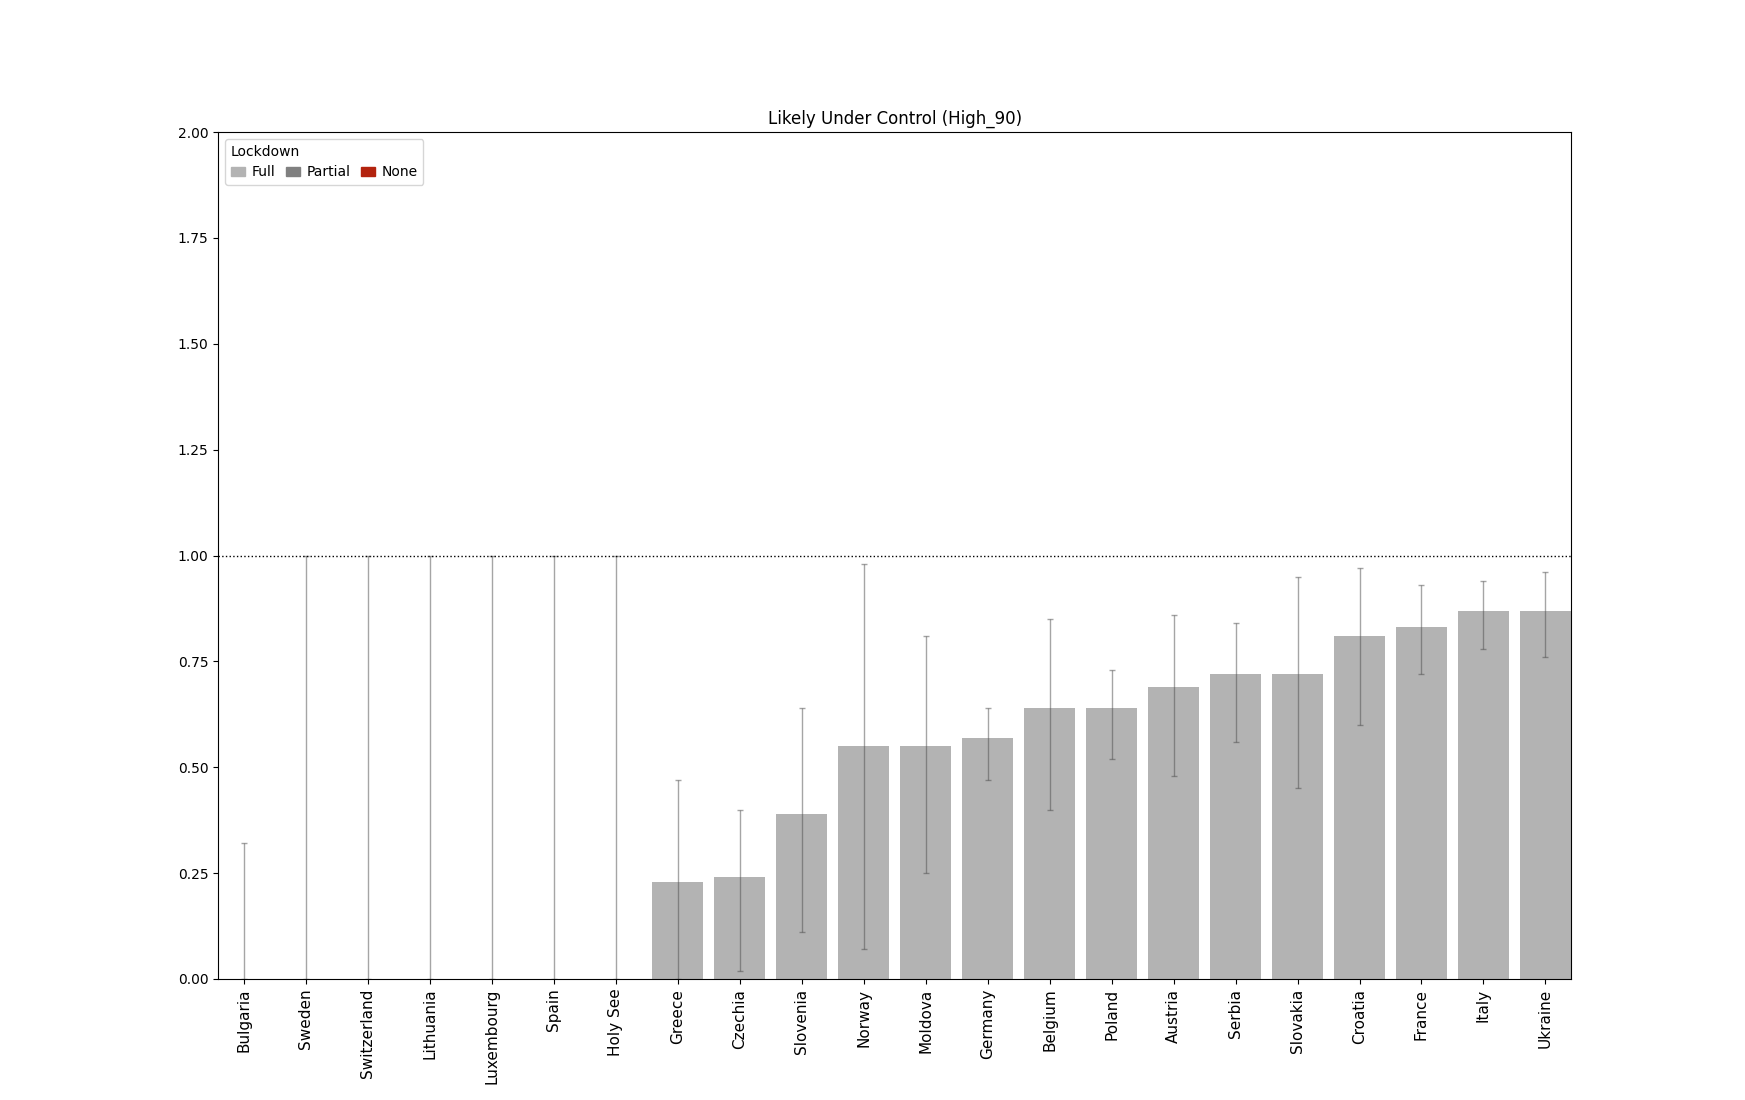 Likely Under Control (High_90)
2.00
Lockdown
Full Partial None
1.75
1.50
1.25
1.00
0.75
0.50
0.25
0.00
Bulgaria
Sweden
Switzerland
Lithuania
Luxembourg
Spain
Holy See
Greece
Czechia
Slovenia
Norway
Moldova
Germany
Belgium
Poland
Austria
Serbia
Slovakia
Croatia
France
Italy
Ukraine